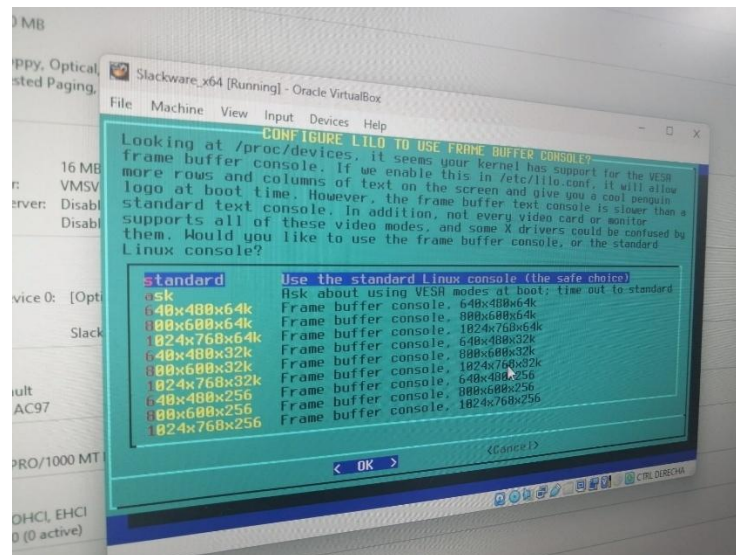 MB
ppy, Optical,
sted Paging,
16 MB
VMSV
erver: Disabl
Disabl
vice 0: [Opti
Slack
ault
AC97
PRO/1000 MT
OHCI, EHCI
0 (0 active)
Slackware_x64 [Running] - Oracle VirtualBox
File Machine View Input Devices Help
CONFIGURE LILO TO USE FRAME BUFFER CONSOLE?
Looking at /proc/devices, it seems your kernel has support for the VESA
frame buffer console. If we enable this in /etc/lilo.conf, it will allow
more rows and columns of text on the screen and give you a cool penguin
logo at boot time. However, the frame buffer text console is slower than a
standard text console. In addition, not every video card or monitor
supports all of these video modes, and some X drivers could be confused by
them. Would you like to use the frame buffer console, or the standard
Linux console?
standard Use the standard Linux console (the safe choice)
ask Ask about using VESA modes at boot; time out to standard
640x480x64k Frame buffer console, 640x480x64k
800x600x64k Frame buffer console, 800x600x64k
1024x768x64k Frame buffer console, 1024x768x64k
640x480x32k Frame buffer console, 640x480x32k
800x600x32k Frame buffer console, 800x600x32k
1024x768x32k Frame buffer console, 1024x768x32k
640x480x256 Frame buffer console, 640x480x256
800x600x256 Frame buffer console, 800x600x256
1024x768x256 Frame buffer console, 1024x768x256
< OK > <Cancel>
CTRL DERECHA